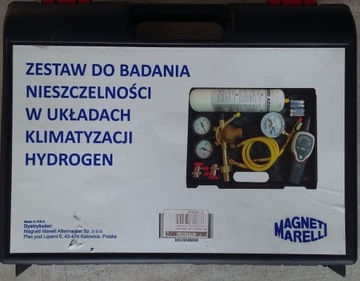 ZESTAW DO BADANIA
NIESZCZELNOŚCI
W UKŁADACH
KLIMATYZACJI
HYDROGEN
Made in P.R.C.
Dystrybutor:
Magneti Marelli Aftermarket Sp. z o.o.
Plac pod Lipami 5, 40-476 Katowice, Polska
MAGNETI
MARELLI